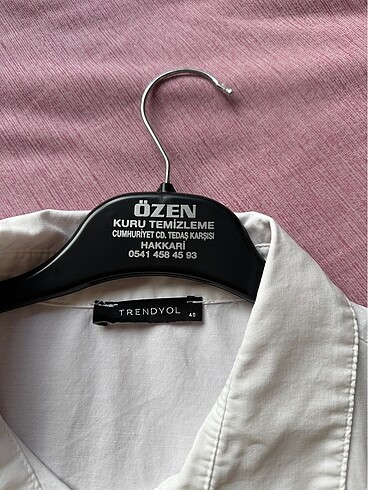 ÖZEN
KURU TEMİZLEME
CUMHURİYET CD. TEDAŞ KARŞISI
HAKKARİ
0541 458 45 93
TRENDYOL
40